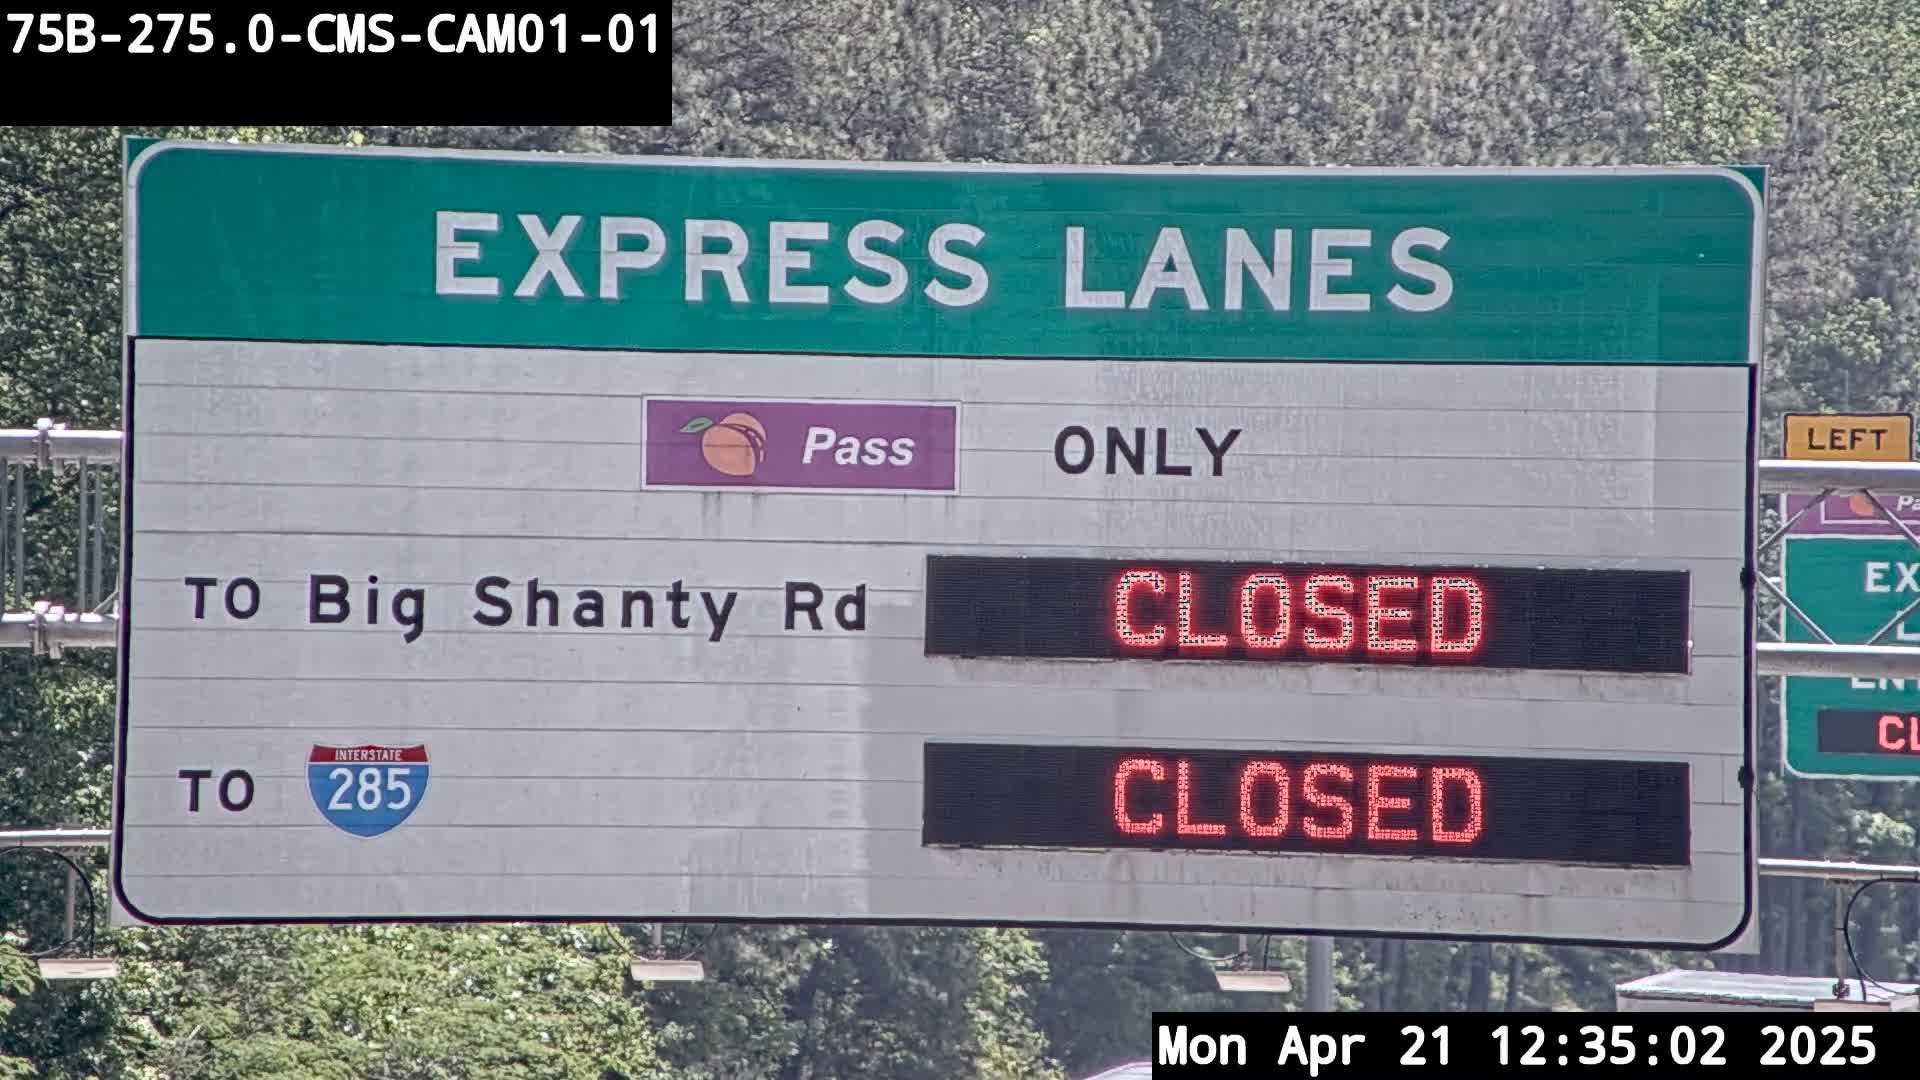 75B-275.0-CMS-CAM01-01
EXPRESS LANES
Pass ONLY
LEFT
TO Big Shanty Rd CLOSED
TO INTERSTATE 285 CLOSED
Mon Apr 21 12:35:02 2025